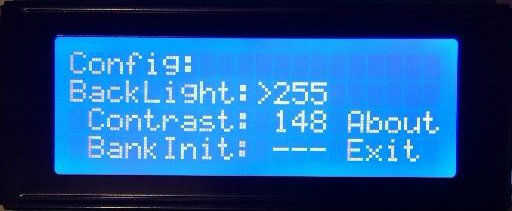 Config:
BackLight:>255
Contrast: 148 About
BankInit: --- Exit